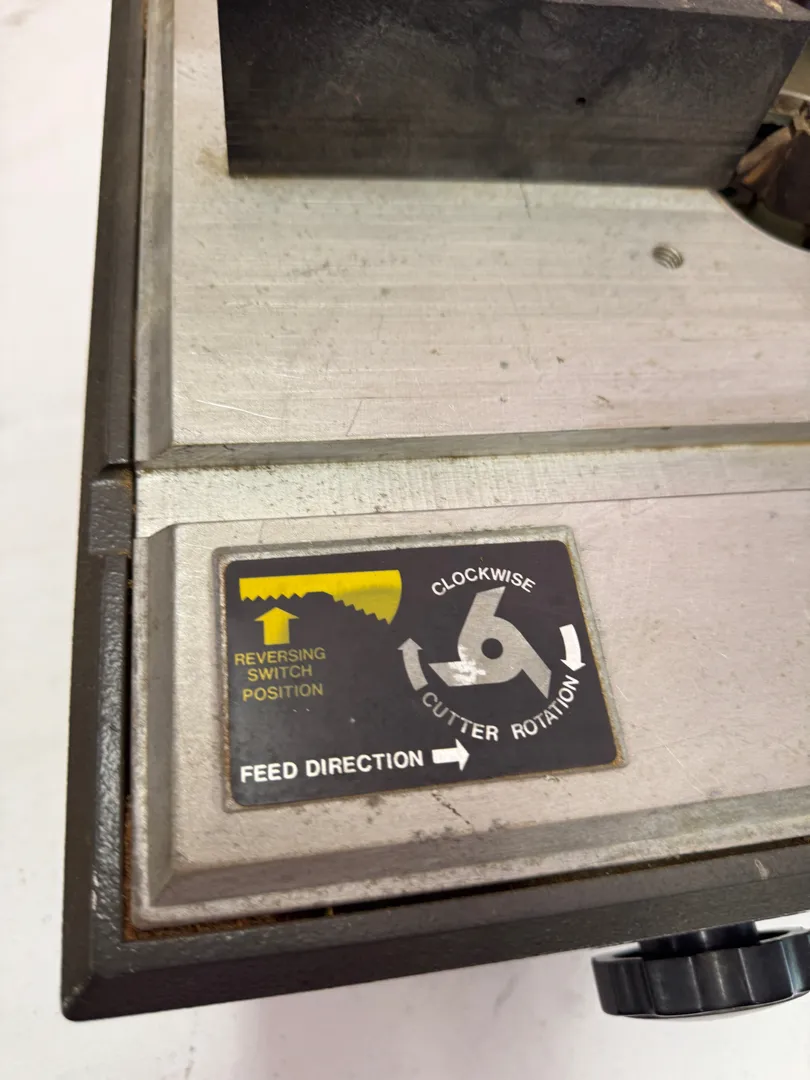 CLOCKWISE
REVERSING
SWITCH
POSITION
CUTTER ROTATION
FEED DIRECTION